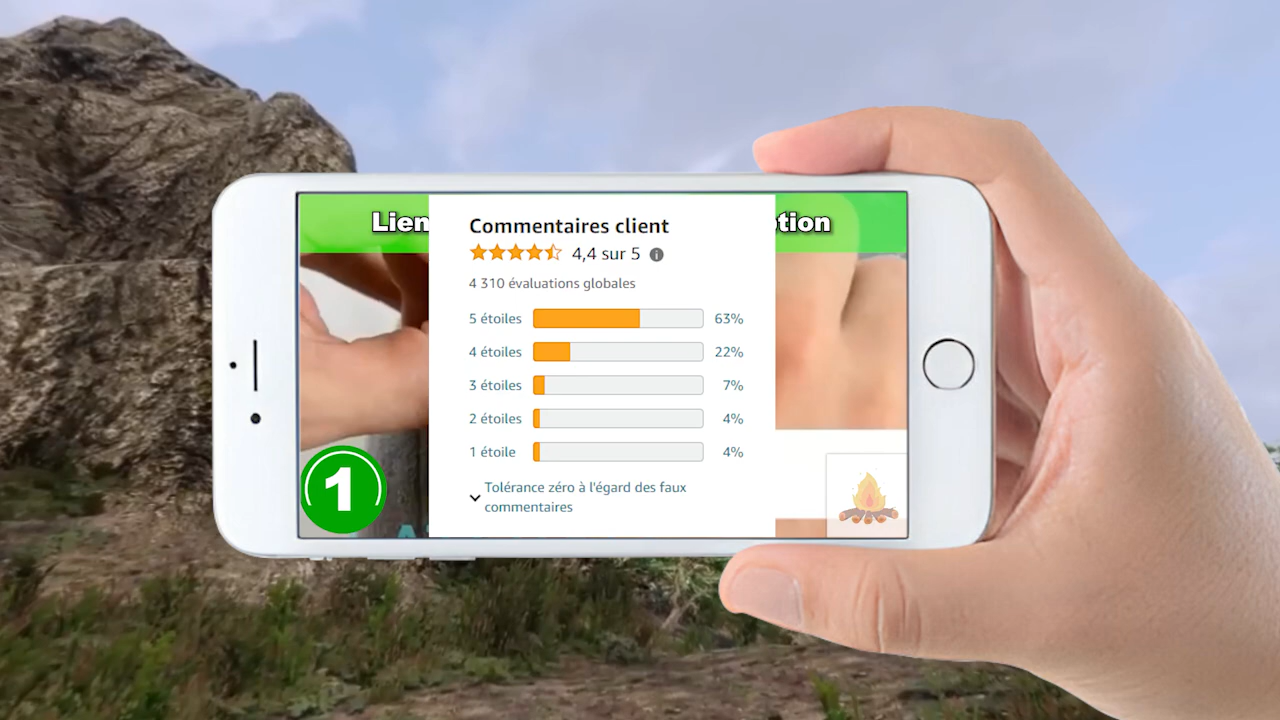 Lien
Commentaires client
4,4 sur 5
4 310 évaluations globales
5 étoiles 63%
4 étoiles 22%
3 étoiles 7%
2 étoiles 4%
1 étoile 4%
Tolérance zéro à l'égard des faux
commentaires
1